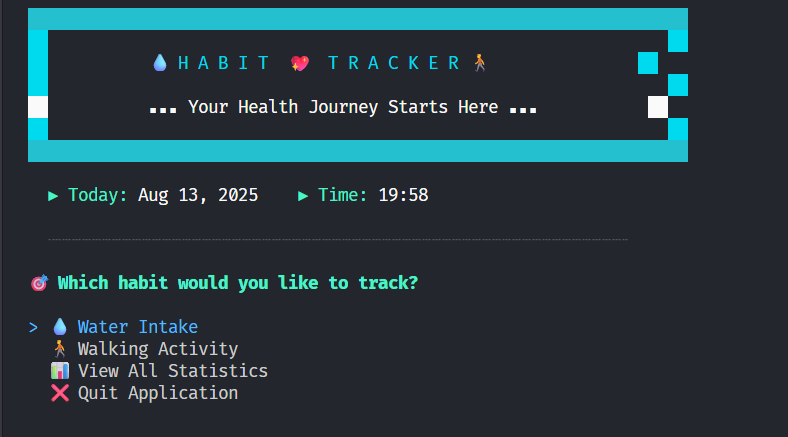 💧 H A B I T 💖 T R A C K E R 🚶
▪▪▪ Your Health Journey Starts Here ▪▪▪
▶ Today: Aug 13, 2025 ▶ Time: 19:58
🎯 Which habit would you like to track?
> 💧 Water Intake
🚶 Walking Activity
📊 View All Statistics
❌ Quit Application